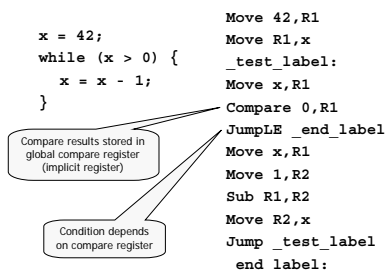 x = 42;
while (x > 0) {
x = x - 1;
}
Compare results stored in
global compare register
(implicit register)
Condition depends
on compare register
Move 42,R1
Move R1,x
_test_label:
Move x,R1
Compare 0,R1
JumpLE _end_label
Move x,R1
Move 1,R2
Sub R1,R2
Move R2,x
Jump _test_label
_end_label: